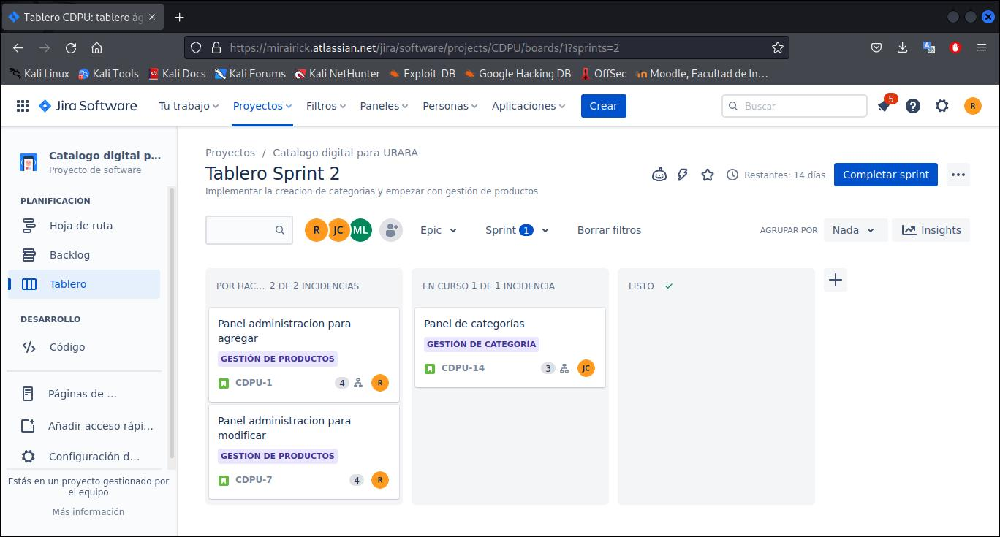 Tablero CDPU: tablero ág
https://mirairick.atlassian.net/jira/software/projects/CDPU/boards/1?sprints=2
Kali Linux Kali Tools Kali Docs Kali Forums Kali NetHunter Exploit-DB Google Hacking DB OffSec Moodle, Facultad de In…
Jira Software Tu trabajo Proyectos Filtros Paneles Personas Aplicaciones Crear Buscar 5 R
Catalogo digital p...
Proyecto de software
PLANIFICACIÓN
Hoja de ruta
Backlog
Tablero
DESARROLLO
Código
Páginas de ...
Añadir acceso rápi...
Configuración d...
Estás en un proyecto gestionado por
el equipo
Más información
Proyectos / Catalogo digital para URARA
Tablero Sprint 2
Restantes: 14 días Completar sprint
Implementar la creacion de categorias y empezar con gestión de productos
R JC ML Epic Sprint 1 Borrar filtros AGRUPAR POR Nada Insights
POR HAC... 2 DE 2 INCIDENCIAS
Panel administracion para
agregar
GESTIÓN DE PRODUCTOS
CDPU-1 4 R
Panel administracion para
modificar
GESTIÓN DE PRODUCTOS
CDPU-7 4 R
EN CURSO 1 DE 1 INCIDENCIA
Panel de categorías
GESTIÓN DE CATEGORÍA
CDPU-14 3 JC
LISTO